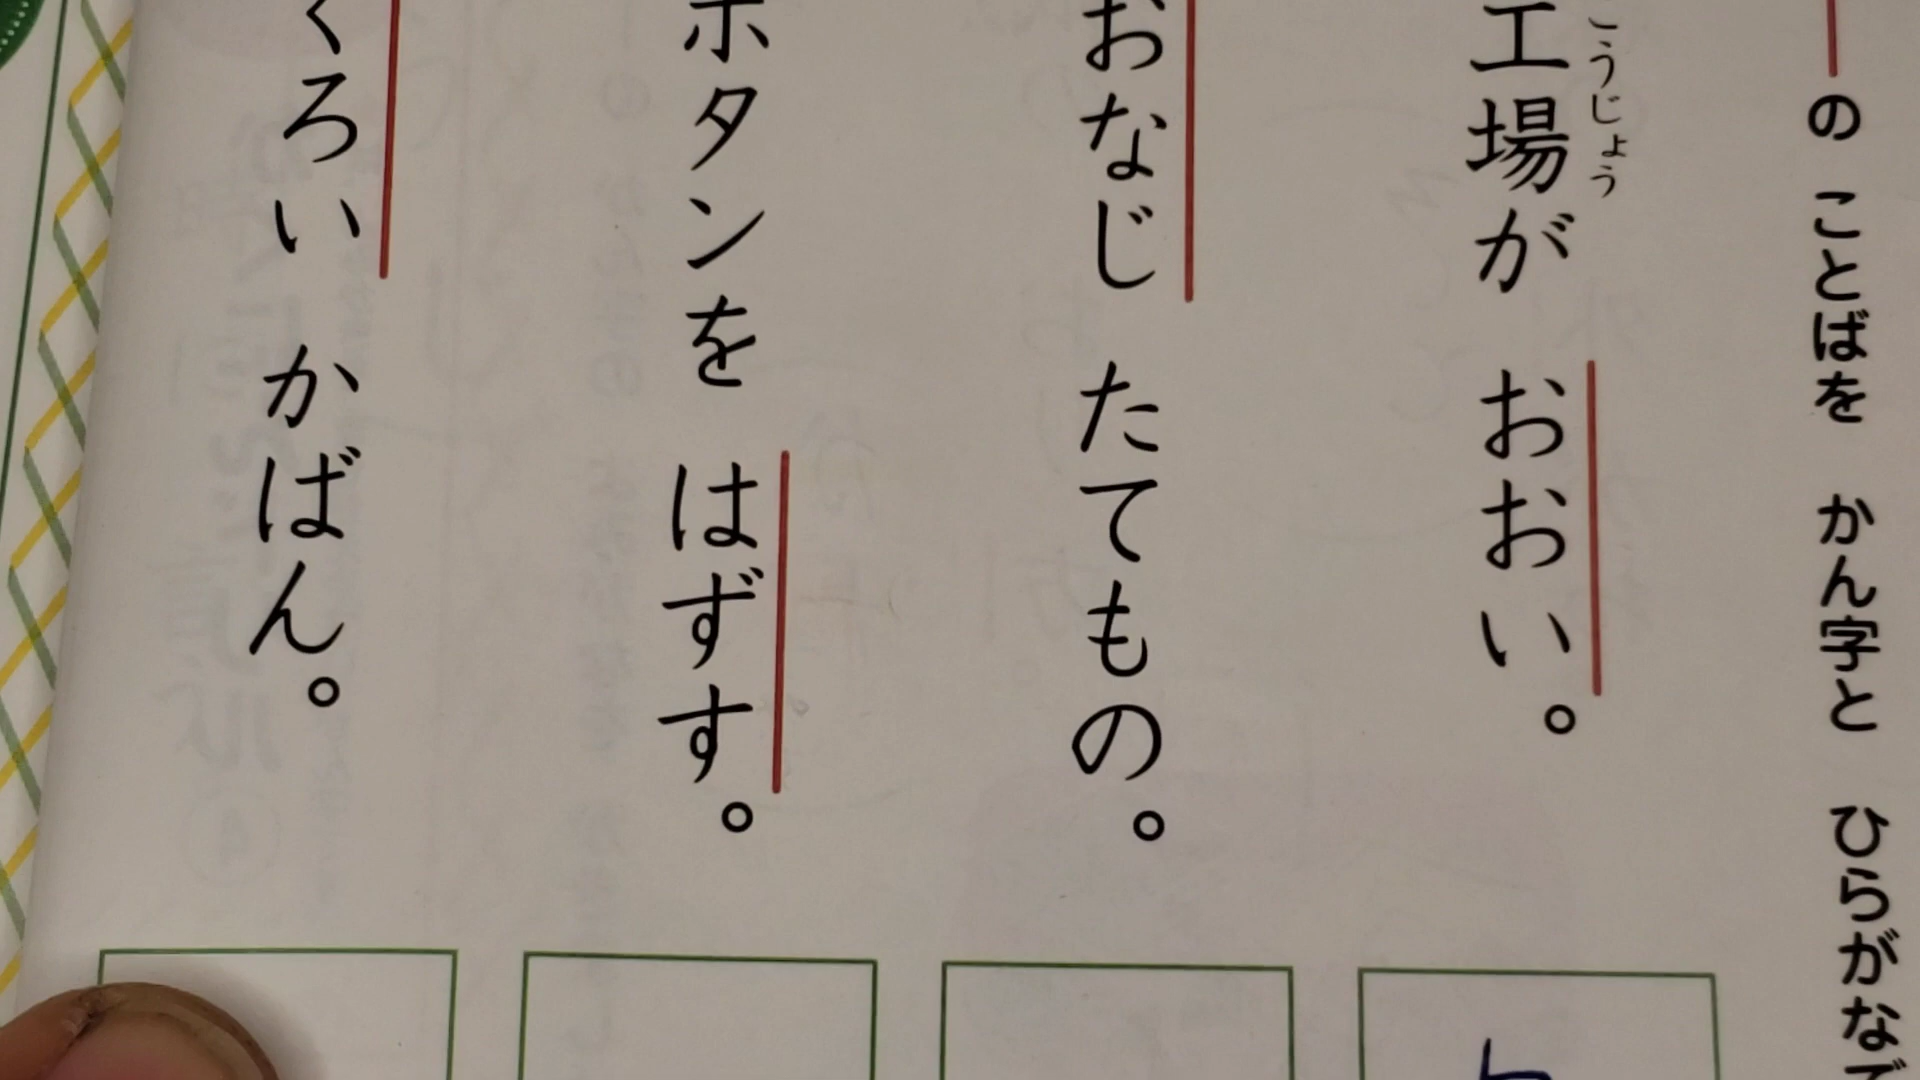 の ことばを かん字と ひらがなで
工場が おおい。
こうじょう
おなじ たてもの。
ボタンを はずす。
くろい かばん。